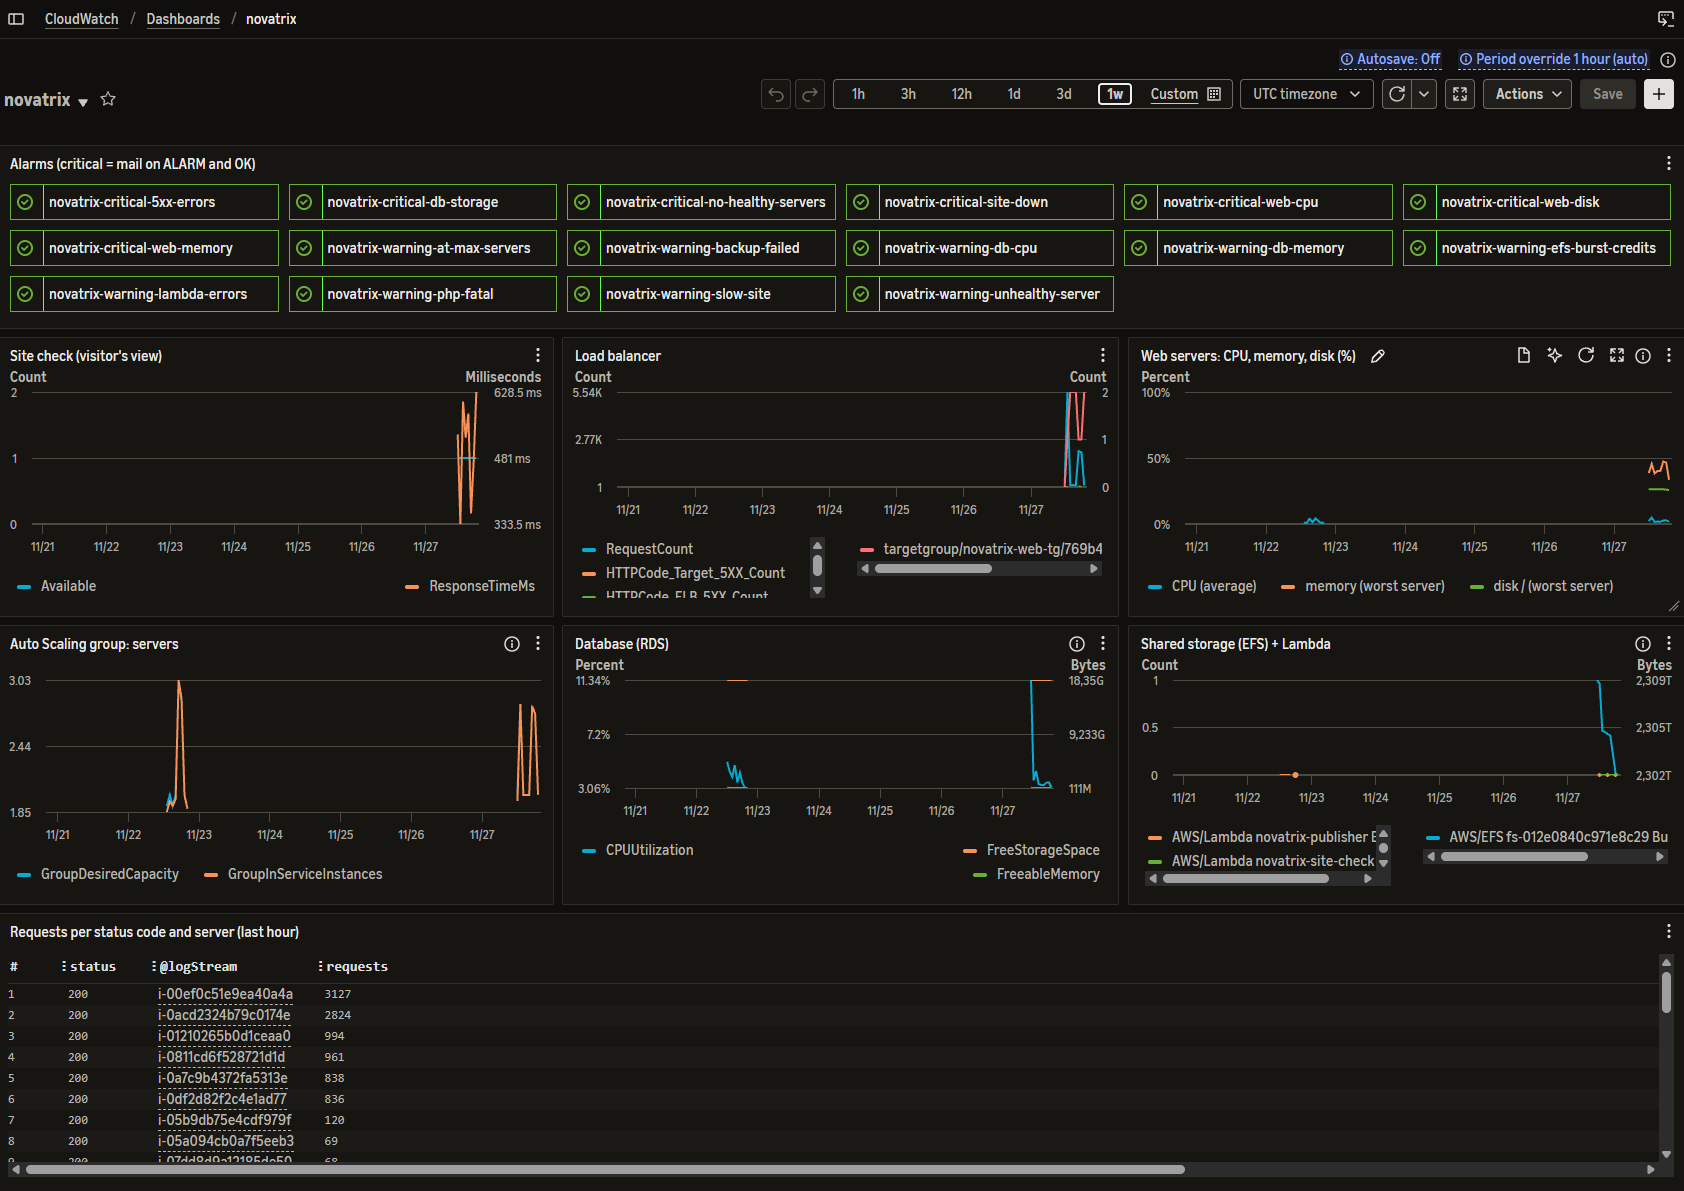 CloudWatch / Dashboards / novatrix
Autosave: Off Period override 1 hour (auto)
novatrix
1h 3h 12h 1d 3d 1w Custom UTC timezone Actions Save
Alarms (critical = mail on ALARM and OK)
novatrix-critical-5xx-errors novatrix-critical-db-storage novatrix-critical-no-healthy-servers novatrix-critical-site-down novatrix-critical-web-cpu novatrix-critical-web-disk
novatrix-critical-web-memory novatrix-warning-at-max-servers novatrix-warning-backup-failed novatrix-warning-db-cpu novatrix-warning-db-memory novatrix-warning-efs-burst-credits
novatrix-warning-lambda-errors novatrix-warning-php-fatal novatrix-warning-slow-site novatrix-warning-unhealthy-server
Site check (visitor's view)
Count Milliseconds
2 628.5 ms
1 481 ms
0 333.5 ms
11/21 11/22 11/23 11/24 11/25 11/26 11/27
Available ResponseTimeMs
Load balancer
Count Count
5.54K 2
2.77K 1
1 0
11/21 11/22 11/23 11/24 11/25 11/26 11/27
RequestCount
HTTPCode_Target_5XX_Count
HTTPCode_ELB_5XX_Count
targetgroup/novatrix-web-tg/769b4
Web servers: CPU, memory, disk (%)
Percent
100%
50%
0%
11/21 11/22 11/23 11/24 11/25 11/26 11/27
CPU (average) memory (worst server) disk / (worst server)
Auto Scaling group: servers
3.03
2.44
1.85
11/21 11/22 11/23 11/24 11/25 11/26 11/27
GroupDesiredCapacity GroupInServiceInstances
Database (RDS)
Percent Bytes
11.34% 18,35G
7.2% 9,233G
3.06% 111M
11/21 11/22 11/23 11/24 11/25 11/26 11/27
CPUUtilization FreeStorageSpace
FreeableMemory
Shared storage (EFS) + Lambda
Count Bytes
1 2,309T
0.5 2,305T
0 2,302T
11/21 11/22 11/23 11/24 11/25 11/26 11/27
AWS/Lambda novatrix-publisher E
AWS/Lambda novatrix-site-check
AWS/EFS fs-012e0840c971e8c29 Bu
Requests per status code and server (last hour)
# status @logStream requests
1 200 i-00ef0c51e9ea40a4a 3127
2 200 i-0acd2324b79c0174e 2824
3 200 i-01210265b0d1ceaa0 994
4 200 i-0811cd6f528721d1d 961
5 200 i-0a7c9b4372fa5313e 838
6 200 i-0df2d82f2c4e1ad77 836
7 200 i-05b9db75e4cdf979f 120
8 200 i-05a094cb0a7f5eeb3 69
9 200 68